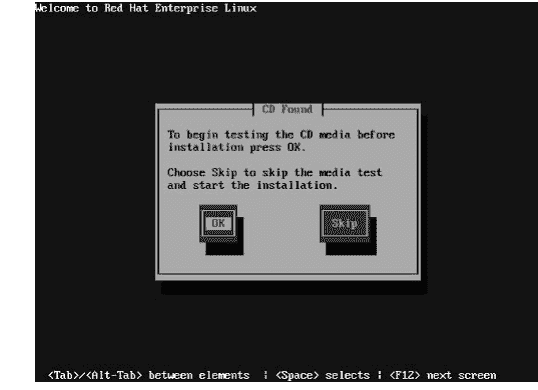 Welcome to Red Hat Enterprise Linux
CD Found
To begin testing the CD media before
installation press OK.
Choose Skip to skip the media test
and start the installation.
OK Skip
<Tab>/<Alt-Tab> between elements | <Space> selects | <F12> next screen